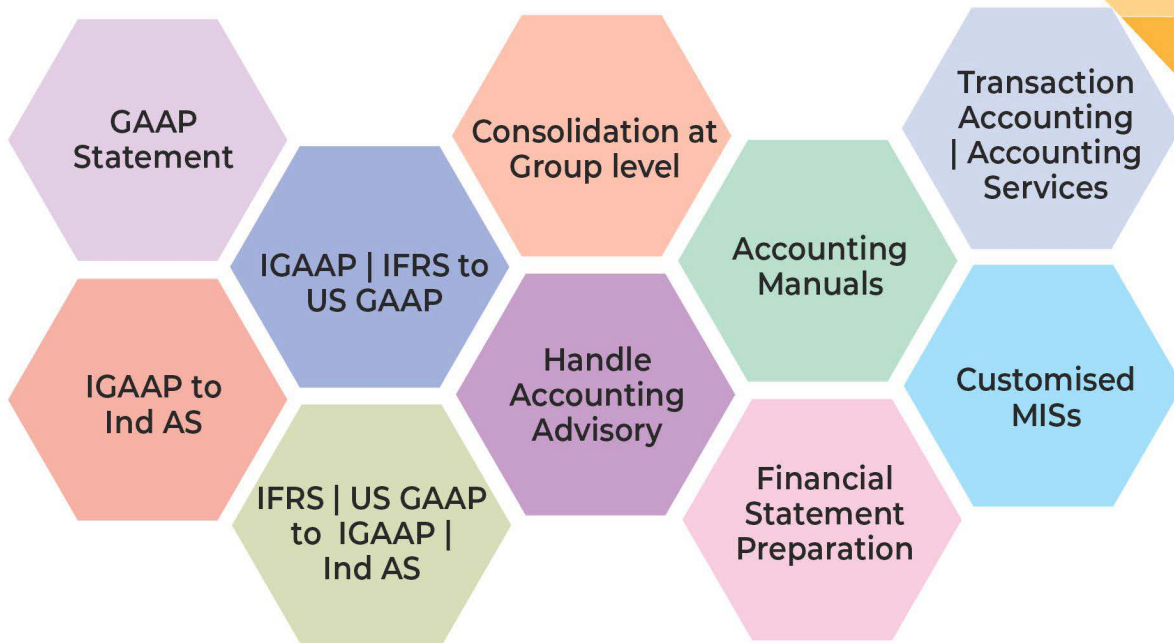 GAAP
Statement
IGAAP to
Ind AS
IGAAP | IFRS to
US GAAP
IFRS | US GAAP
to IGAAP |
Ind AS
Consolidation at
Group level
Handle
Accounting
Advisory
Accounting
Manuals
Financial
Statement
Preparation
Transaction
Accounting
| Accounting
Services
Customised
MISs